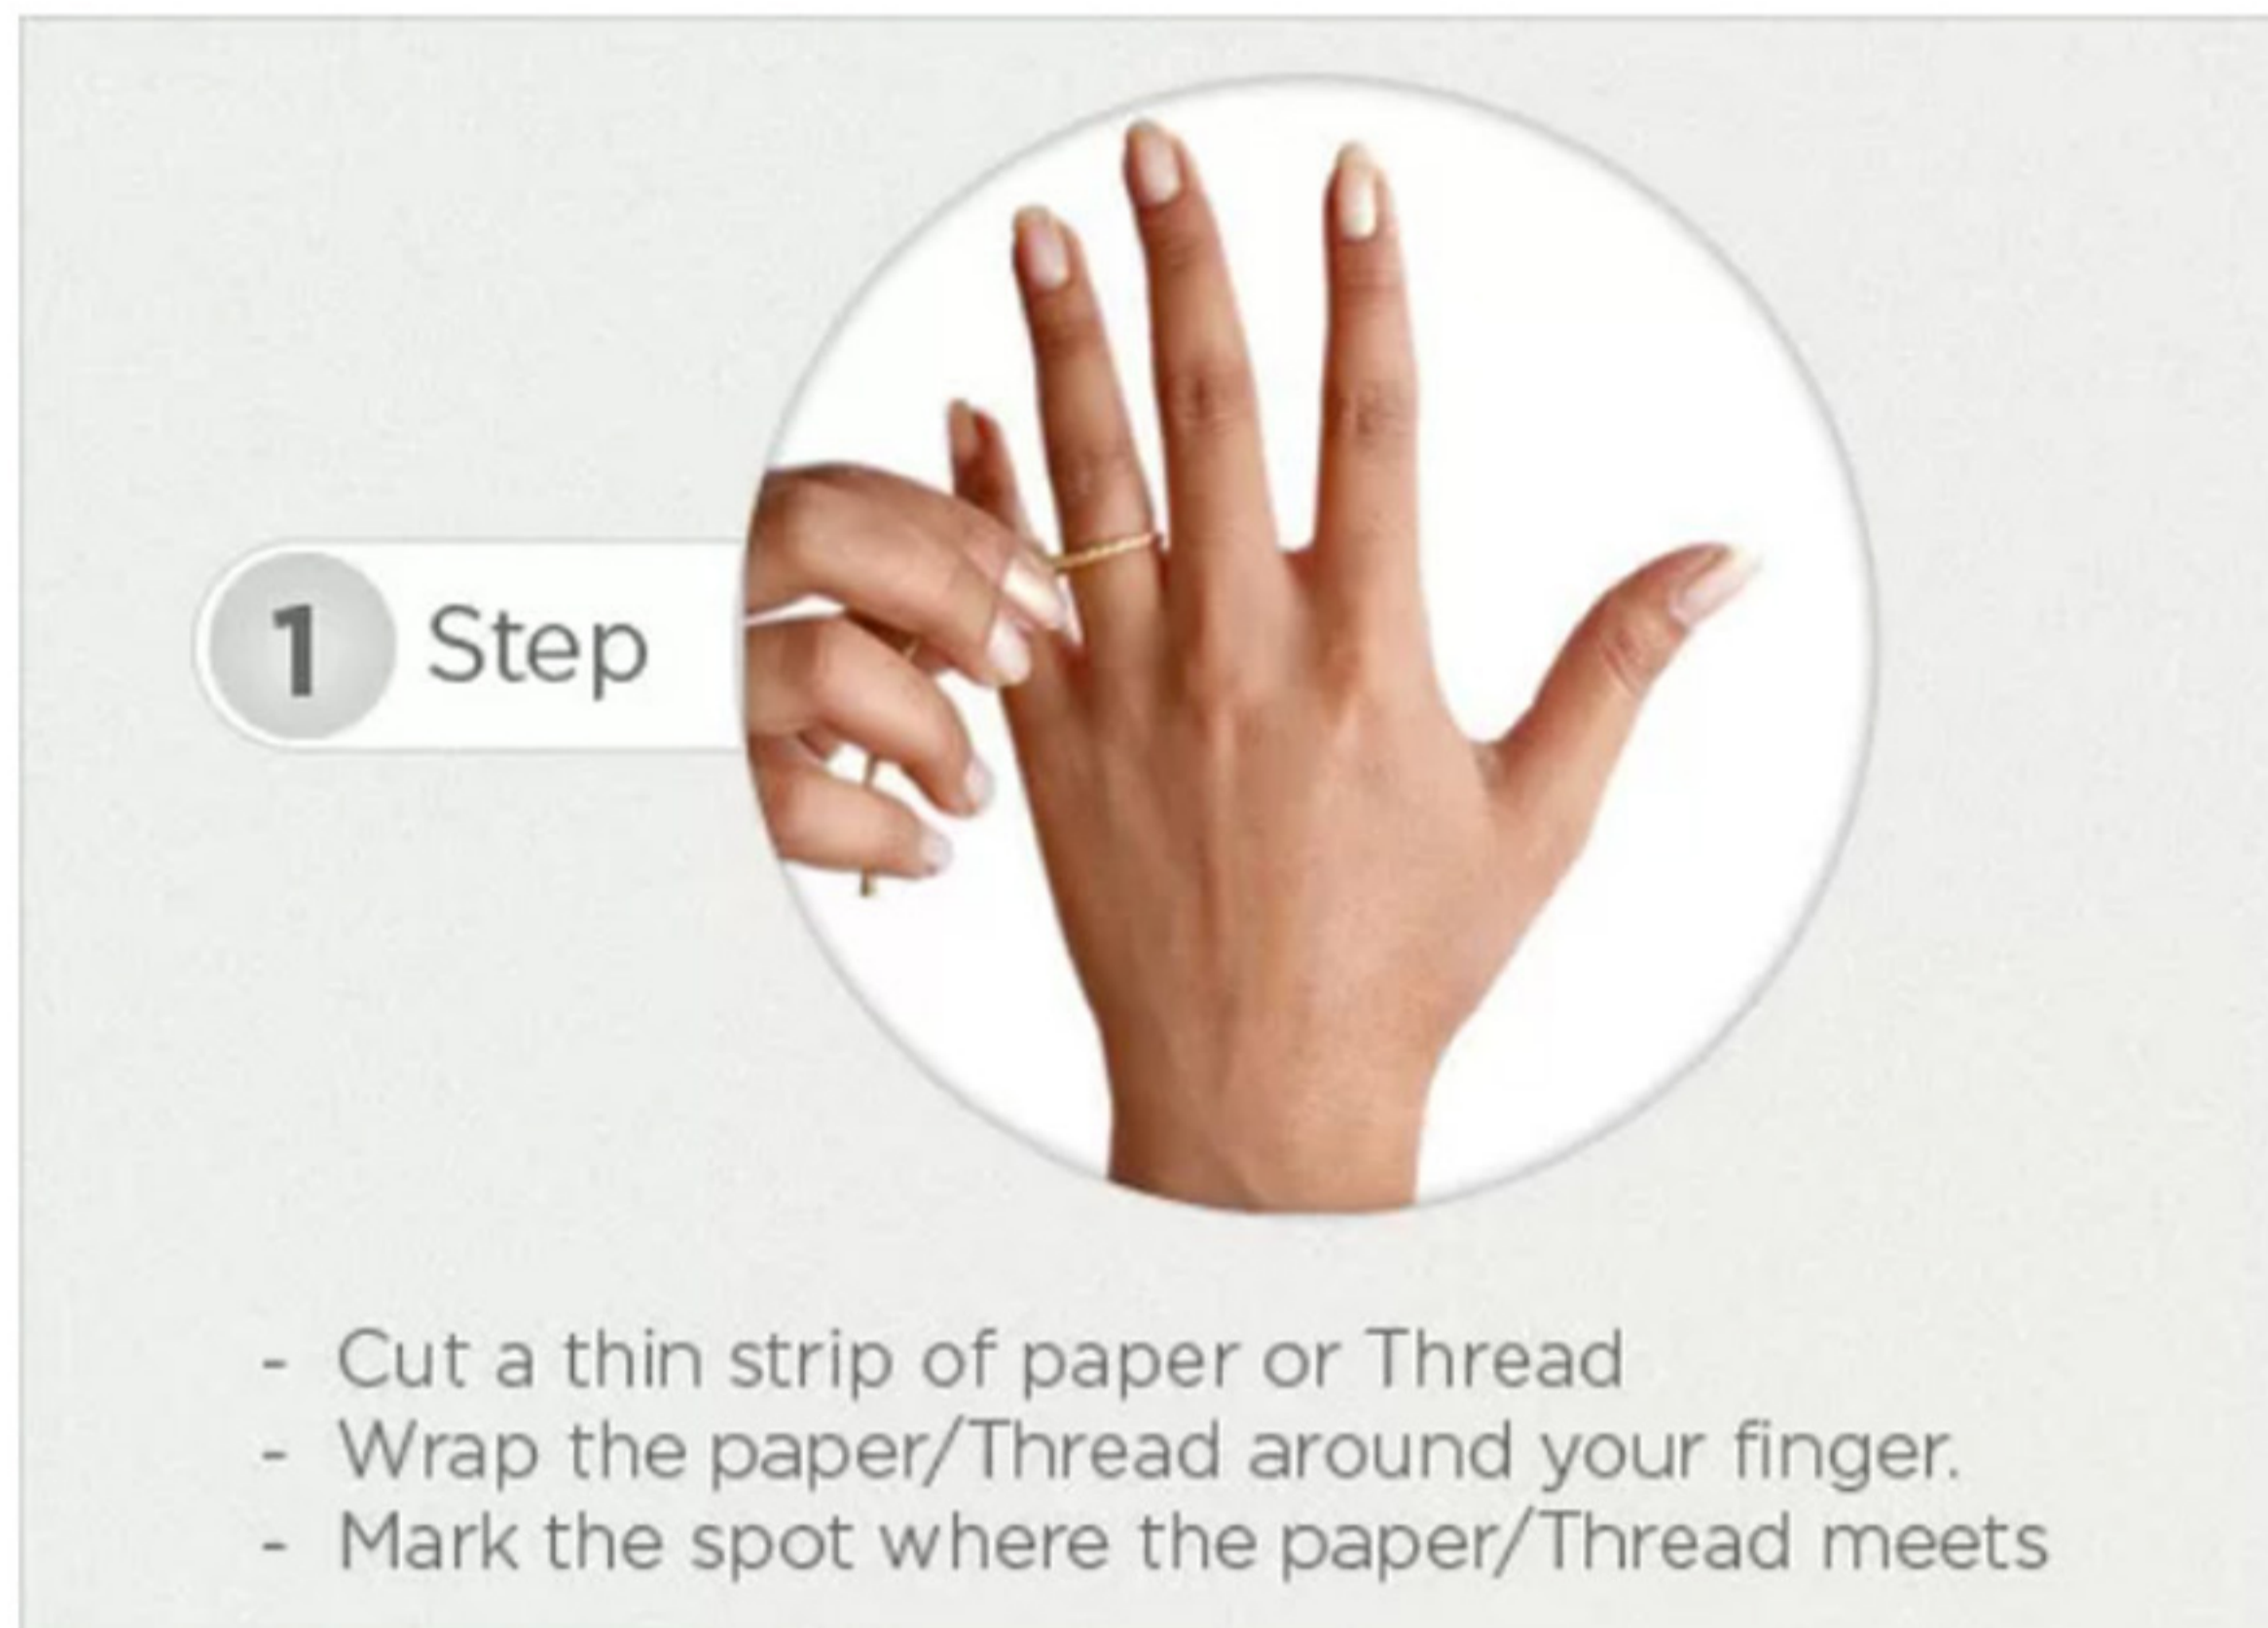 1 Step
- Cut a thin strip of paper or Thread
- Wrap the paper/Thread around your finger.
- Mark the spot where the paper/Thread meets